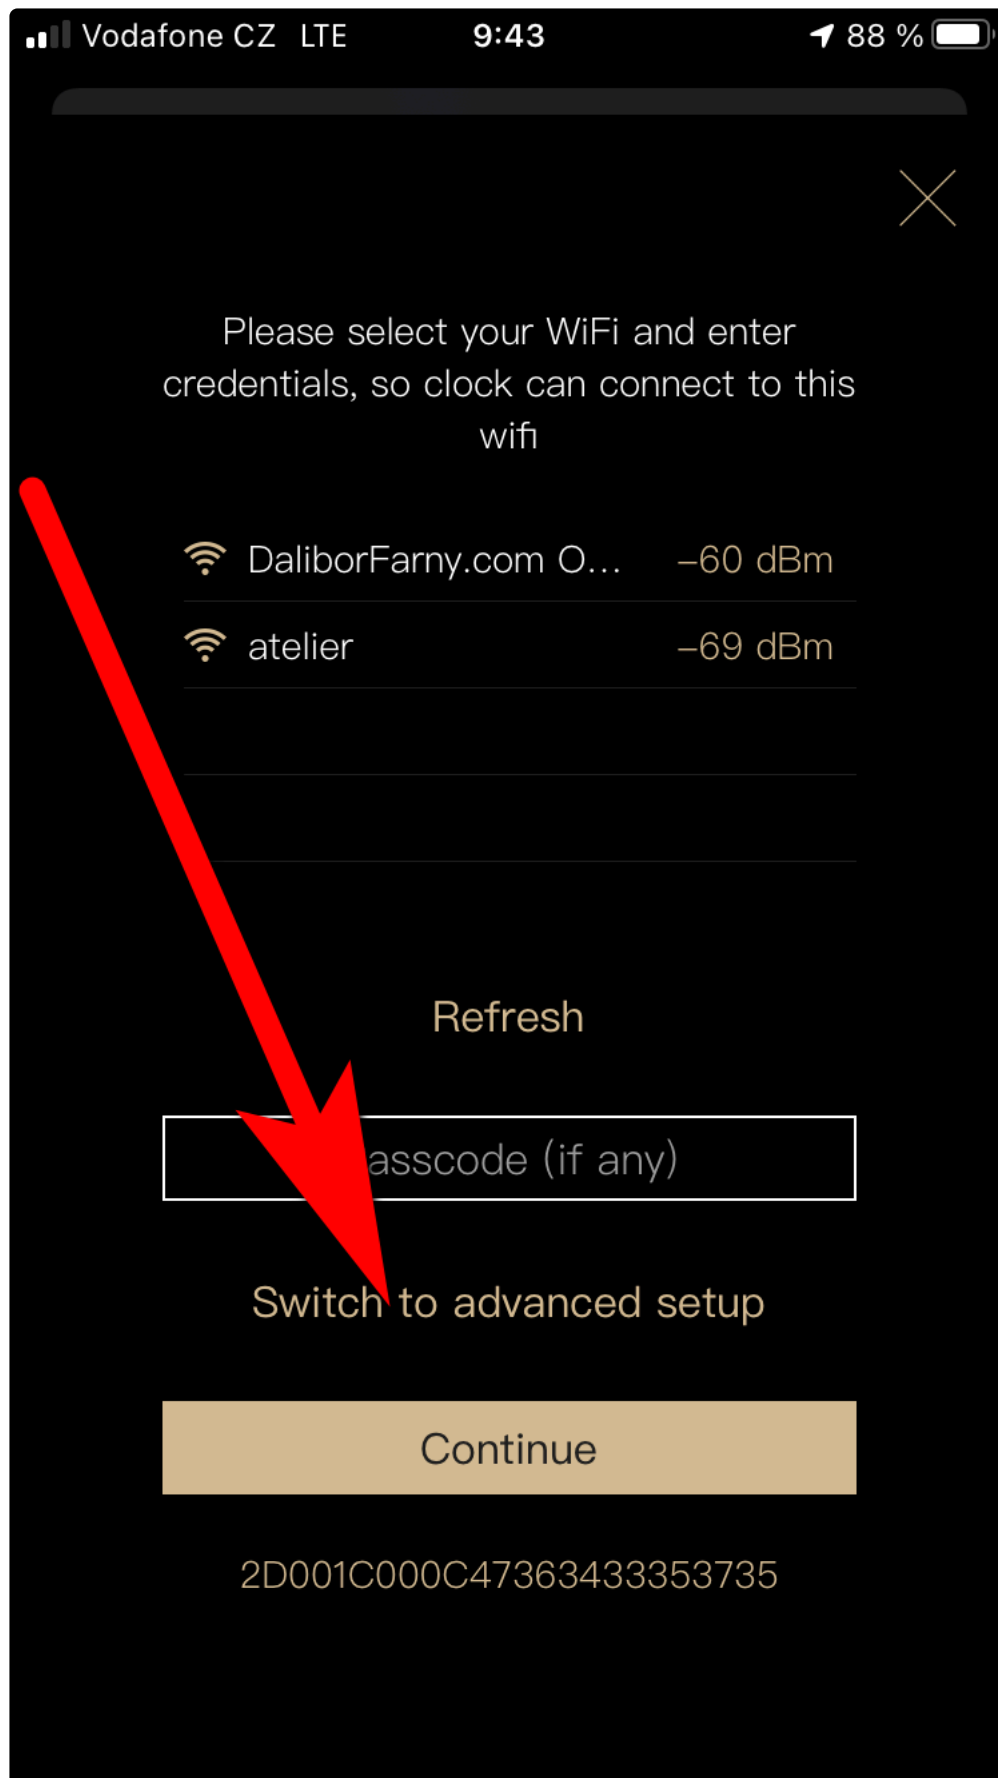 Vodafone CZ LTE 9:43 88 %
Please select your WiFi and enter
credentials, so clock can connect to this
wifi
DaliborFarny.com O... –60 dBm
atelier –69 dBm
Refresh
asscode (if any)
Switch to advanced setup
Continue
2D001C000C47363433353735